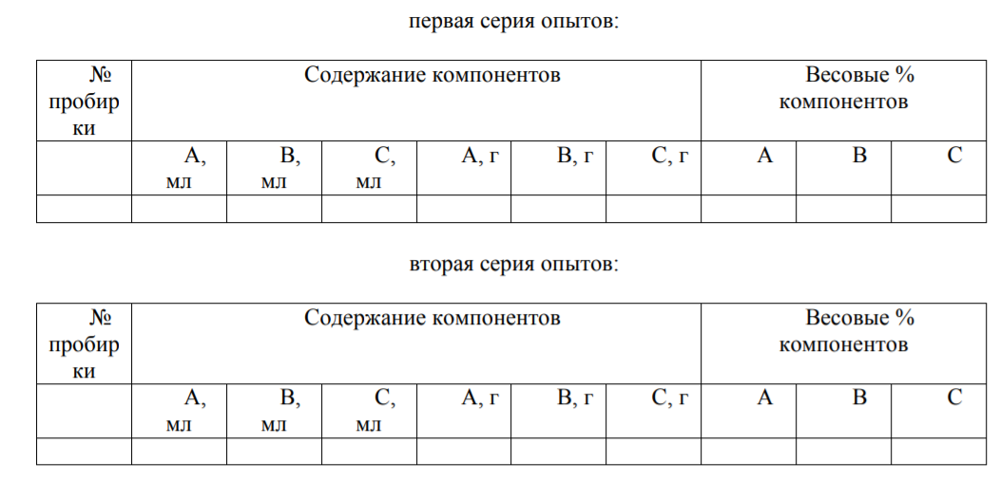 первая серия опытов:
№ пробир ки Содержание компонентов Весовые % компонентов
А, мл В, мл С, мл А, г В, г С, г А В С
вторая серия опытов:
№ пробир ки Содержание компонентов Весовые % компонентов
А, мл В, мл С, мл А, г В, г С, г А В С